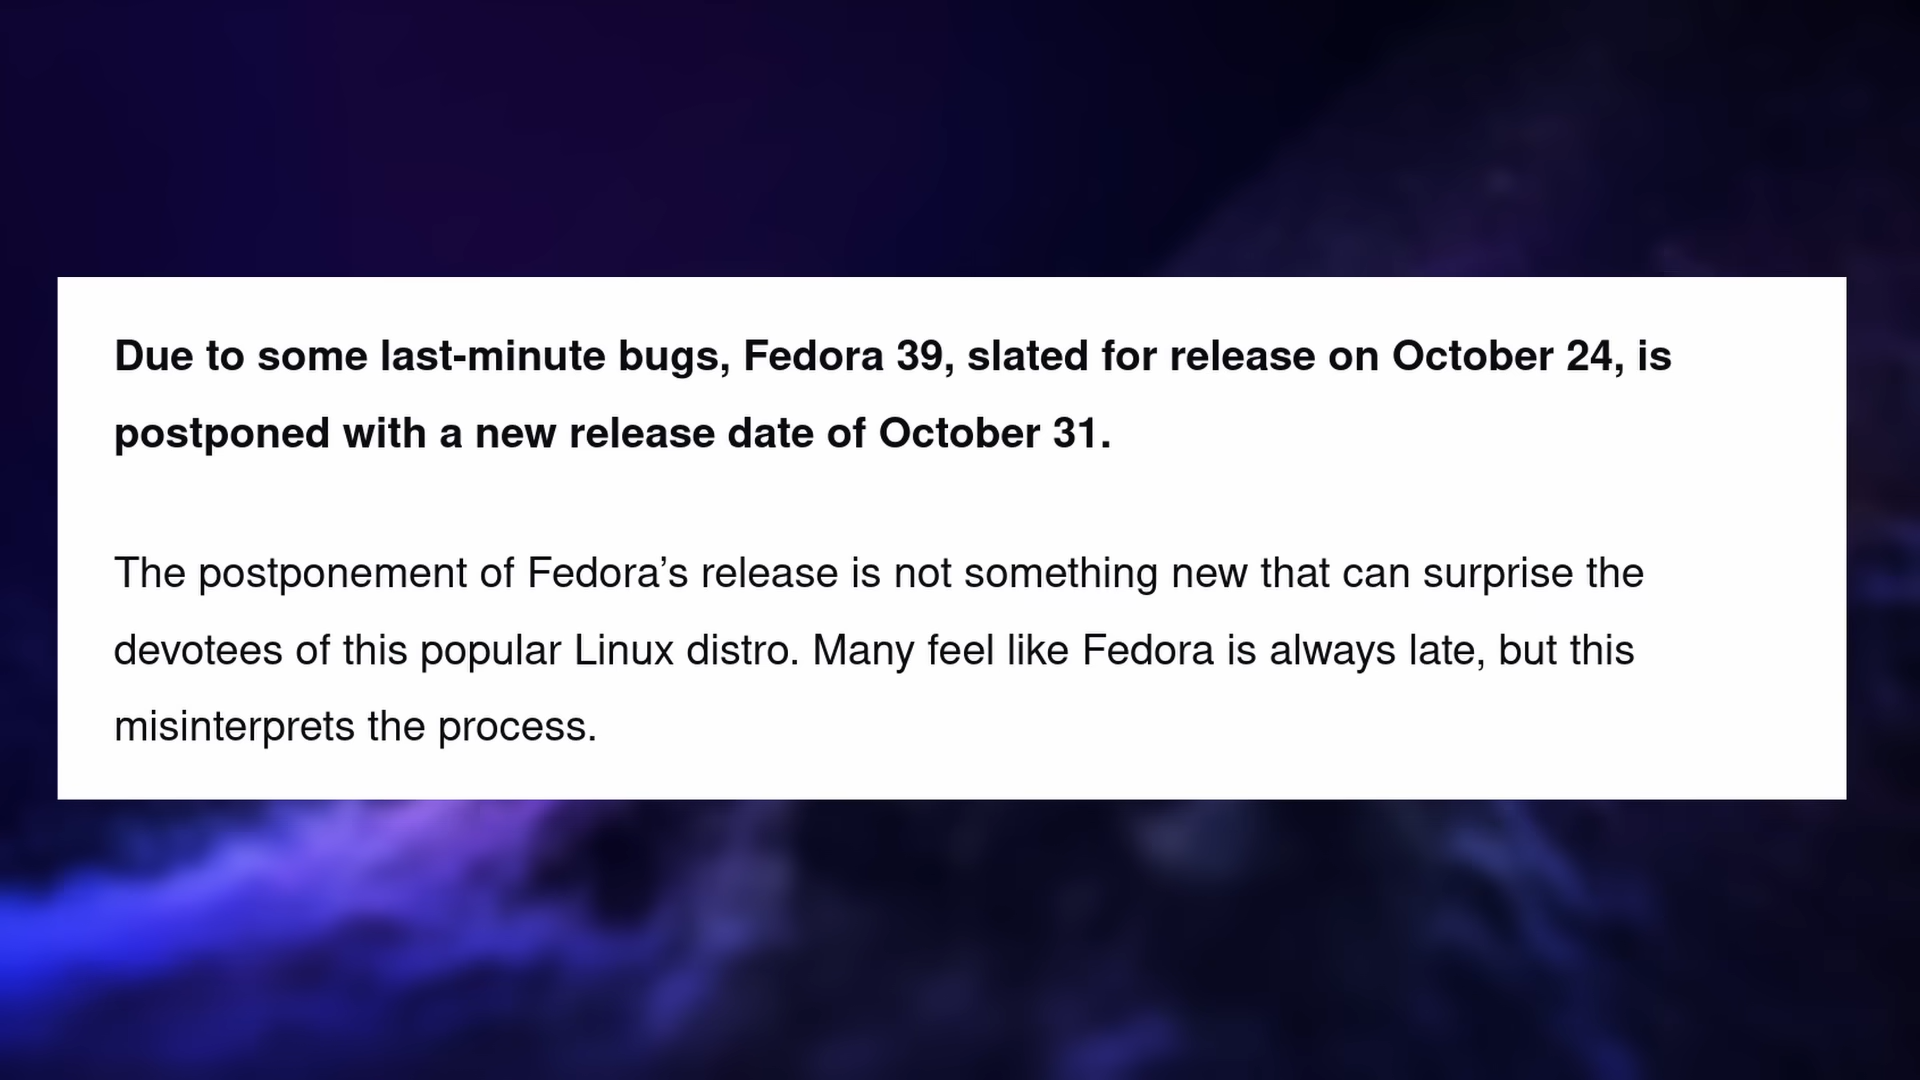 Due to some last-minute bugs, Fedora 39, slated for release on October 24, is
postponed with a new release date of October 31.
The postponement of Fedora’s release is not something new that can surprise the
devotees of this popular Linux distro. Many feel like Fedora is always late, but this
misinterprets the process.